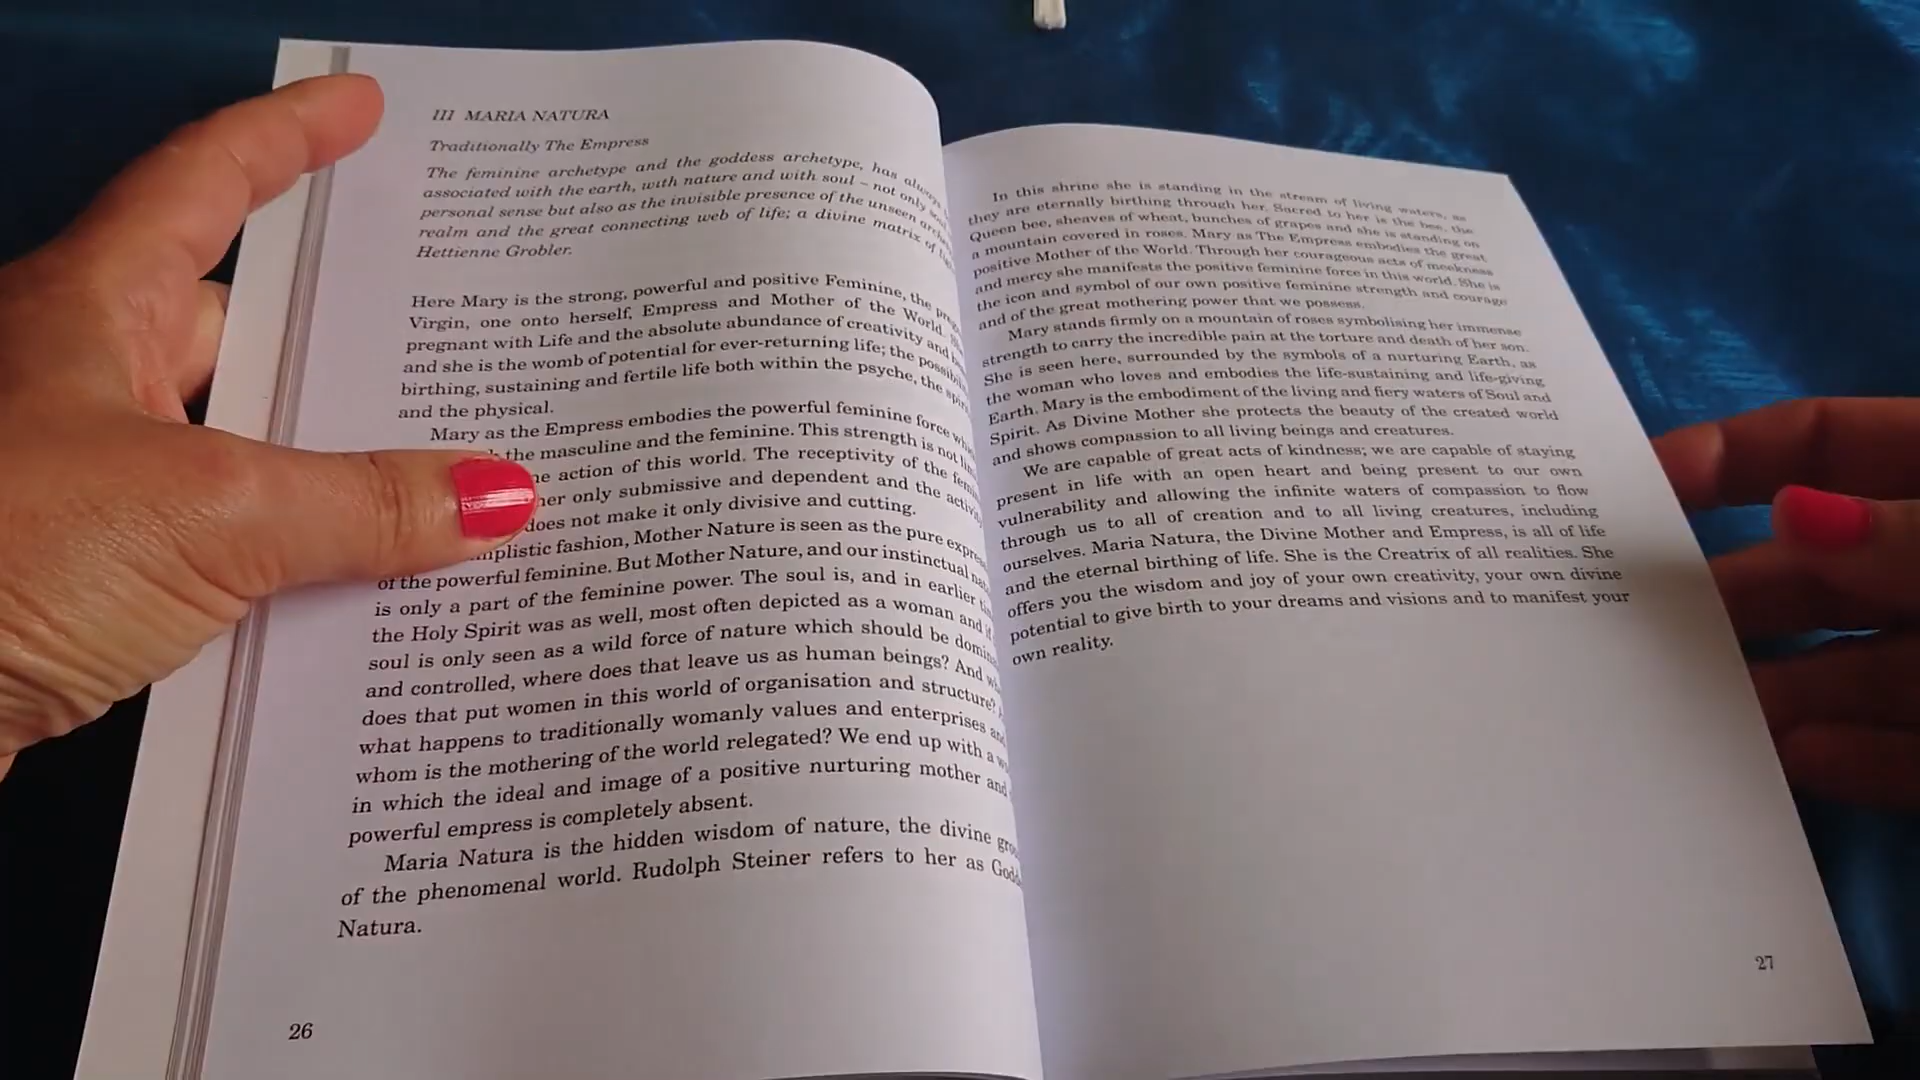 III MARIA NATURA
Traditionally The Empress
The feminine archetype and the goddess archetype, has
associated with the earth, with nature and with soul – not only
personal sense but also as the invisible presence of the unseen
realm and the great connecting web of life; a divine matrix of
Hettienne Grobler.
Here Mary is the strong, powerful and positive Feminine, the
Virgin, one onto herself, Empress and Mother of the World.
pregnant with Life and the absolute abundance of creativity and
and she is the womb of potential for ever-returning life; the
birthing, sustaining and fertile life both within the psyche, the
and the physical.
Mary as the Empress embodies the powerful feminine force
the masculine and the feminine. This strength is not
action of this world. The receptivity of the
only submissive and dependent and the
does not make it only divisive and cutting.
fashion, Mother Nature is seen as the pure
of the powerful feminine. But Mother Nature, and our instinctual
is only a part of the feminine power. The soul is, and in earlier
the Holy Spirit was as well, most often depicted as a woman and
soul is only seen as a wild force of nature which should be
and controlled, where does that leave us as human beings? And
does that put women in this world of organisation and structure?
what happens to traditionally womanly values and enterprises
whom is the mothering of the world relegated? We end up with a
in which the ideal and image of a positive nurturing mother and
powerful empress is completely absent.
Maria Natura is the hidden wisdom of nature, the divine
of the phenomenal world. Rudolph Steiner refers to her as
Natura.
26
In this shrine she is standing in the stream of living waters, as
they are eternally birthing through her. Sacred to her is the bee, the
Queen bee, sheaves of wheat, bunches of grapes and she is standing on
a mountain covered in roses. Mary as The Empress embodies the great
positive Mother of the World. Through her courageous acts of meekness
and mercy she manifests the positive feminine force in this world. She is
the icon and symbol of our own positive feminine strength and courage
and of the great mothering power that we possess.
Mary stands firmly on a mountain of roses symbolising her immense
strength to carry the incredible pain at the torture and death of her son.
She is seen here, surrounded by the symbols of a nurturing Earth, as
the woman who loves and embodies the life-sustaining and life-giving
Earth. Mary is the embodiment of the living and fiery waters of Soul and
Spirit. As Divine Mother she protects the beauty of the created world
and shows compassion to all living beings and creatures.
We are capable of great acts of kindness; we are capable of staying
present in life with an open heart and being present to our own
vulnerability and allowing the infinite waters of compassion to flow
through us to all of creation and to all living creatures, including
ourselves. Maria Natura, the Divine Mother and Empress, is all of life
and the eternal birthing of life. She is the Creatrix of all realities. She
offers you the wisdom and joy of your own creativity, your own divine
potential to give birth to your dreams and visions and to manifest your
own reality.
27